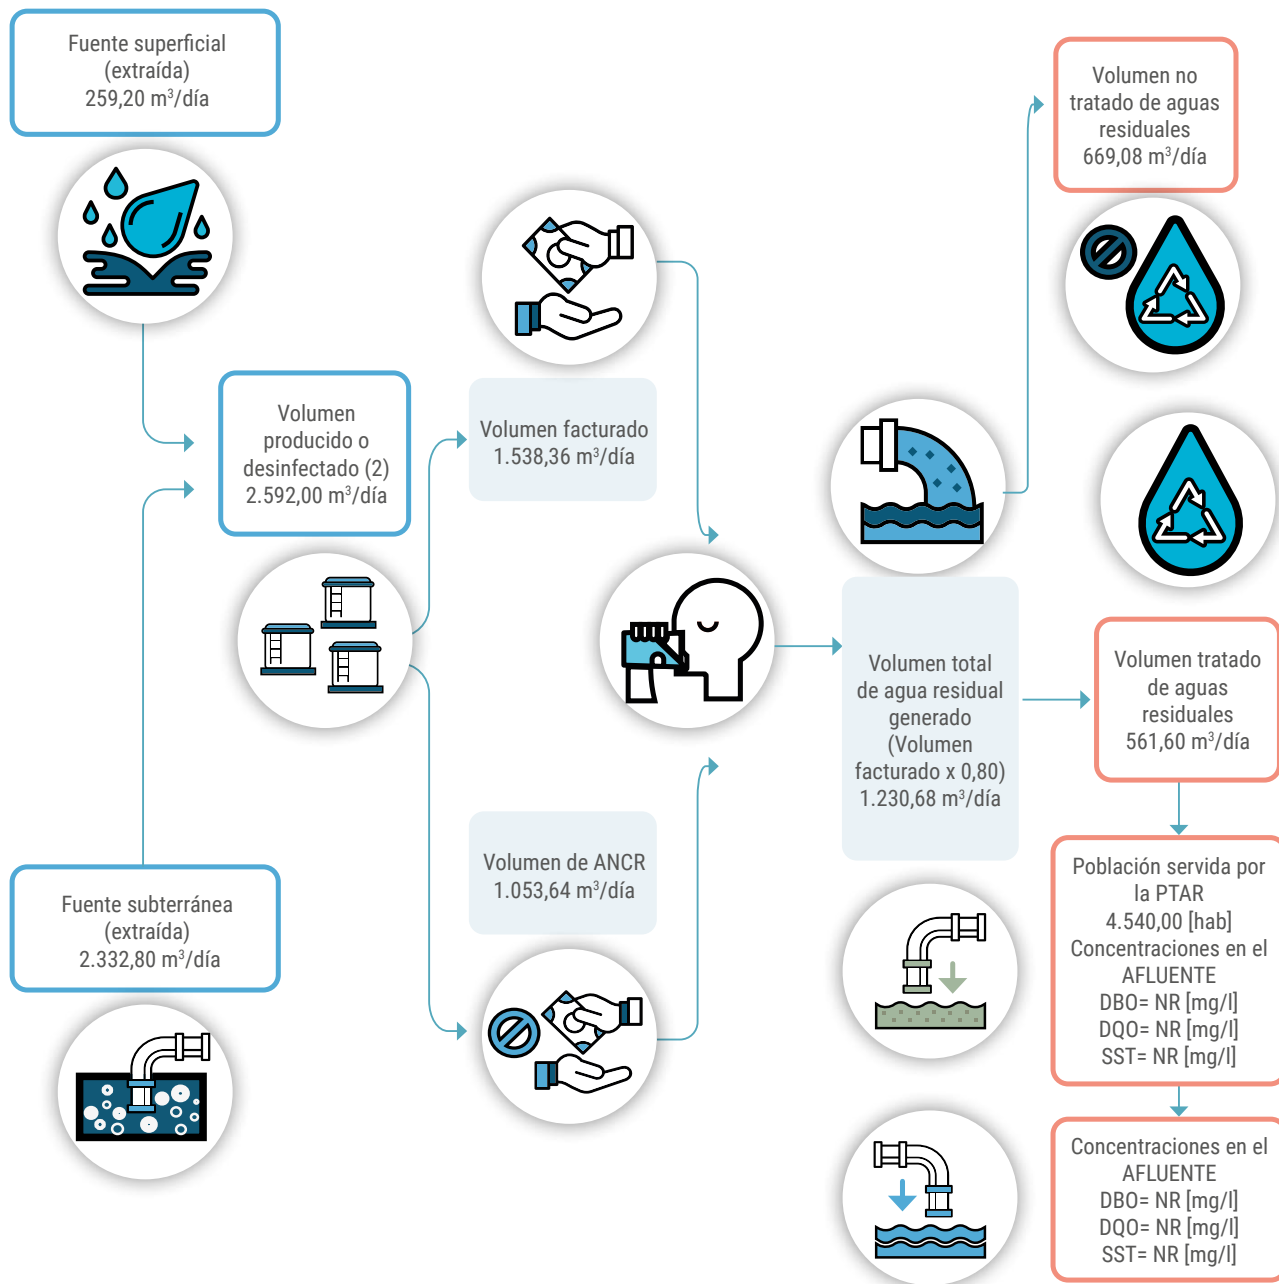 Fuente superficial
(extraída)
259,20 m³/día
Fuente subterránea
(extraída)
2.332,80 m³/día
Volumen
producido o
desinfectado (2)
2.592,00 m³/día
Volumen facturado
1.538,36 m³/día
Volumen de ANCR
1.053,64 m³/día
Volumen total
de agua residual
generado
(Volumen
facturado x 0,80)
1.230,68 m³/día
Volumen no
tratado de aguas
residuales
669,08 m³/día
Volumen tratado
de aguas
residuales
561,60 m³/día
Población servida por
la PTAR
4.540,00 [hab]
Concentraciones en el
AFLUENTE
DBO= NR [mg/l]
DQO= NR [mg/l]
SST= NR [mg/l]
Concentraciones en el
AFLUENTE
DBO= NR [mg/l]
DQO= NR [mg/l]
SST= NR [mg/l]